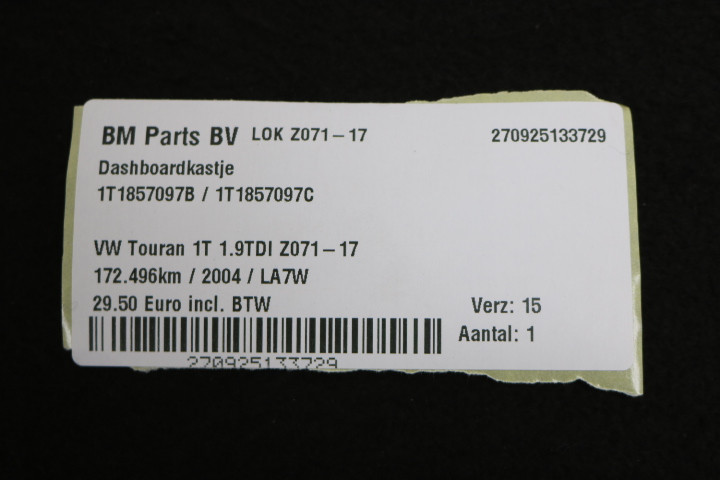 BM Parts BV LOK Z071-17 270925133729
Dashboardkastje
1T1857097B / 1T1857097C
VW Touran 1T 1.9TDI Z071-17
172.496km / 2004 / LA7W
29.50 Euro incl. BTW Verz: 15
Aantal: 1
270925133729